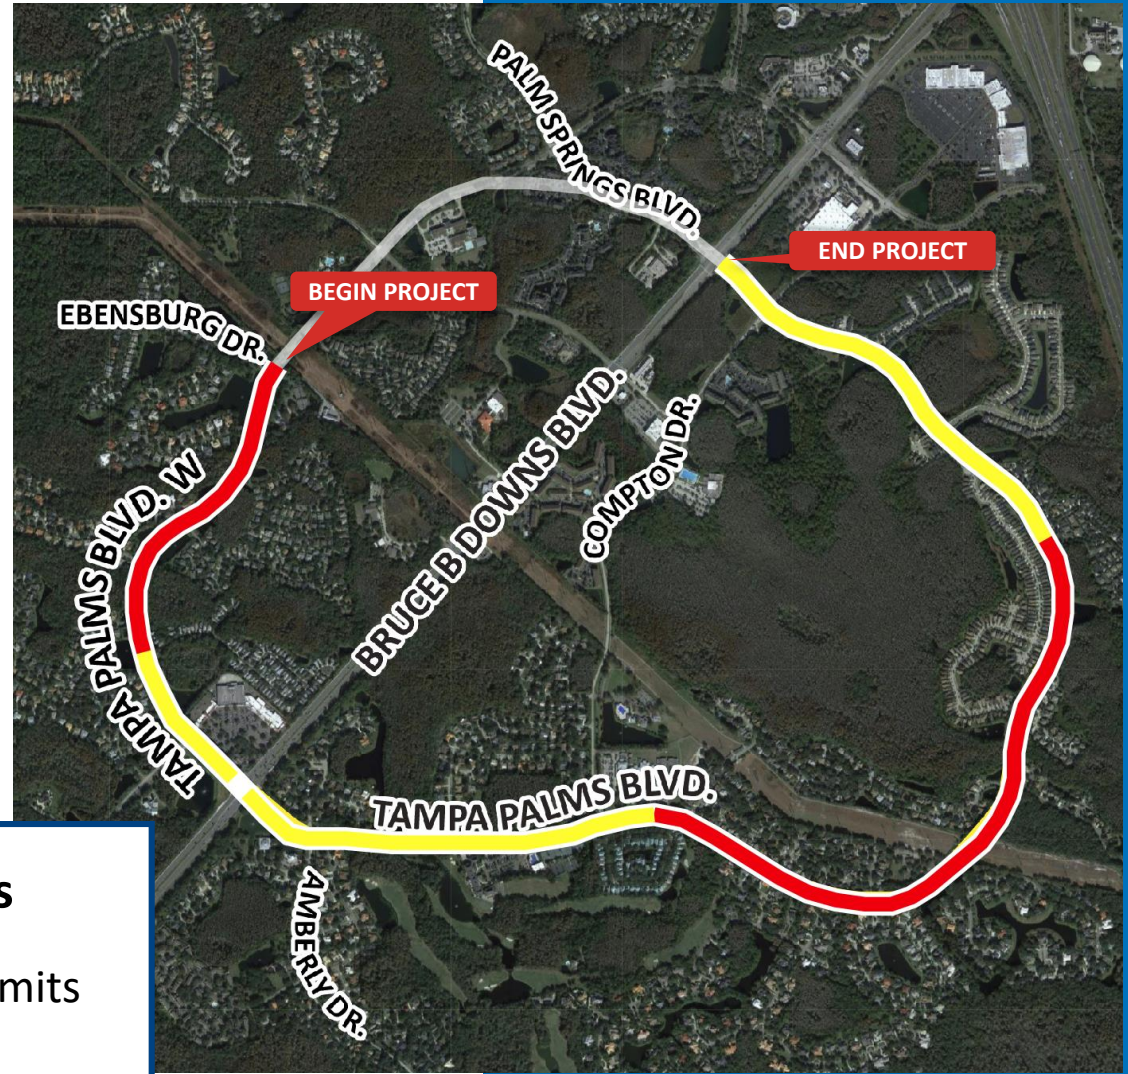 PALM SPRINGS BLVD.
END PROJECT
BEGIN PROJECT
EBENSBURG DR.
BRUCE B DOWNS BLVD.
COMPTON DR.
TAMPA PALMS BLVD. W
TAMPA PALMS BLVD.
AMBERLY DR.
s
mits